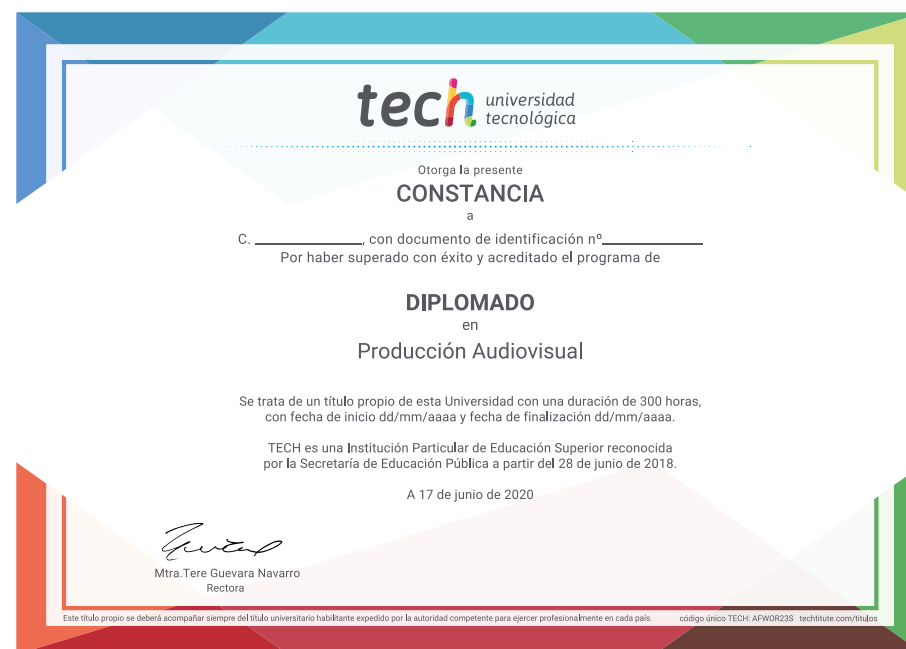 tech universidad
tecnológica
Otorga la presente
CONSTANCIA
a
C. ______________, con documento de identificación nº_____________
Por haber superado con éxito y acreditado el programa de
DIPLOMADO
en
Producción Audiovisual
Se trata de un título propio de esta Universidad con una duración de 300 horas,
con fecha de inicio dd/mm/aaaa y fecha de finalización dd/mm/aaaa.
TECH es una Institución Particular de Educación Superior reconocida
por la Secretaría de Educación Pública a partir del 28 de junio de 2018.
A 17 de junio de 2020
Mtra.Tere Guevara Navarro
Rectora
Este título propio se deberá acompañar siempre del título universitario habilitante expedido por la autoridad competente para ejercer profesionalmente en cada país. código único TECH: AFWOR23S techtitute.com/titulos